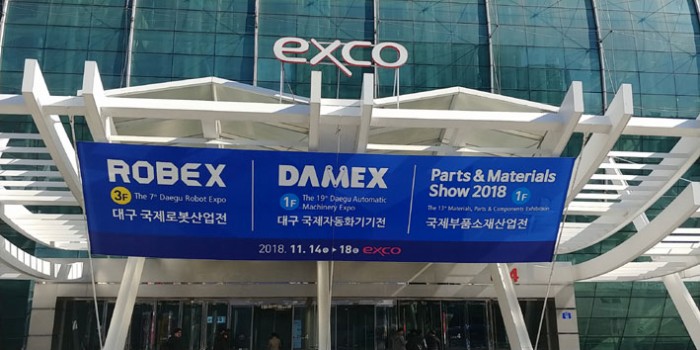 exco
ROBEX
3F The 7th Daegu Robot Expo
대구 국제로봇산업전
DAMEX
1F The 19th Daegu Automatic Machinery Expo
대구 국제자동화기기전
Parts & Materials
Show 2018 1F
The 13th Materials, Parts & Components Exhibition
국제부품소재산업전
2018. 11. 14 ▸ 18 exco